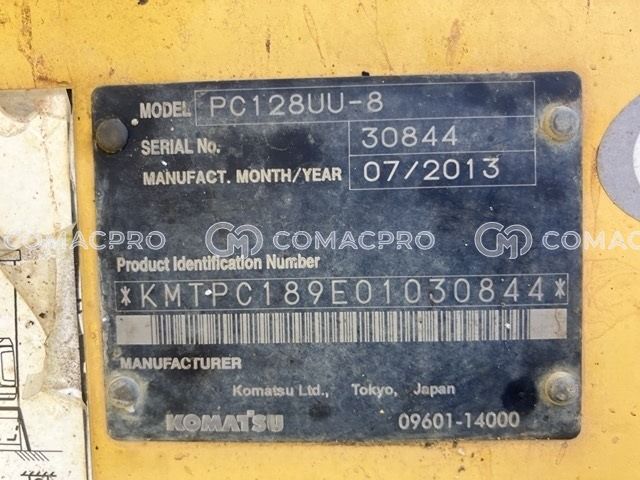 MODEL PC128UU-8
SERIAL No. 30844
MANUFACT. MONTH/YEAR 07/2013
COMACPRO COMACPRO COMACPRO
Product Identification Number
*KMTPC189E01030844*
MANUFACTURER
Komatsu Ltd., Tokyo, Japan
KOMATSU 09601-14000